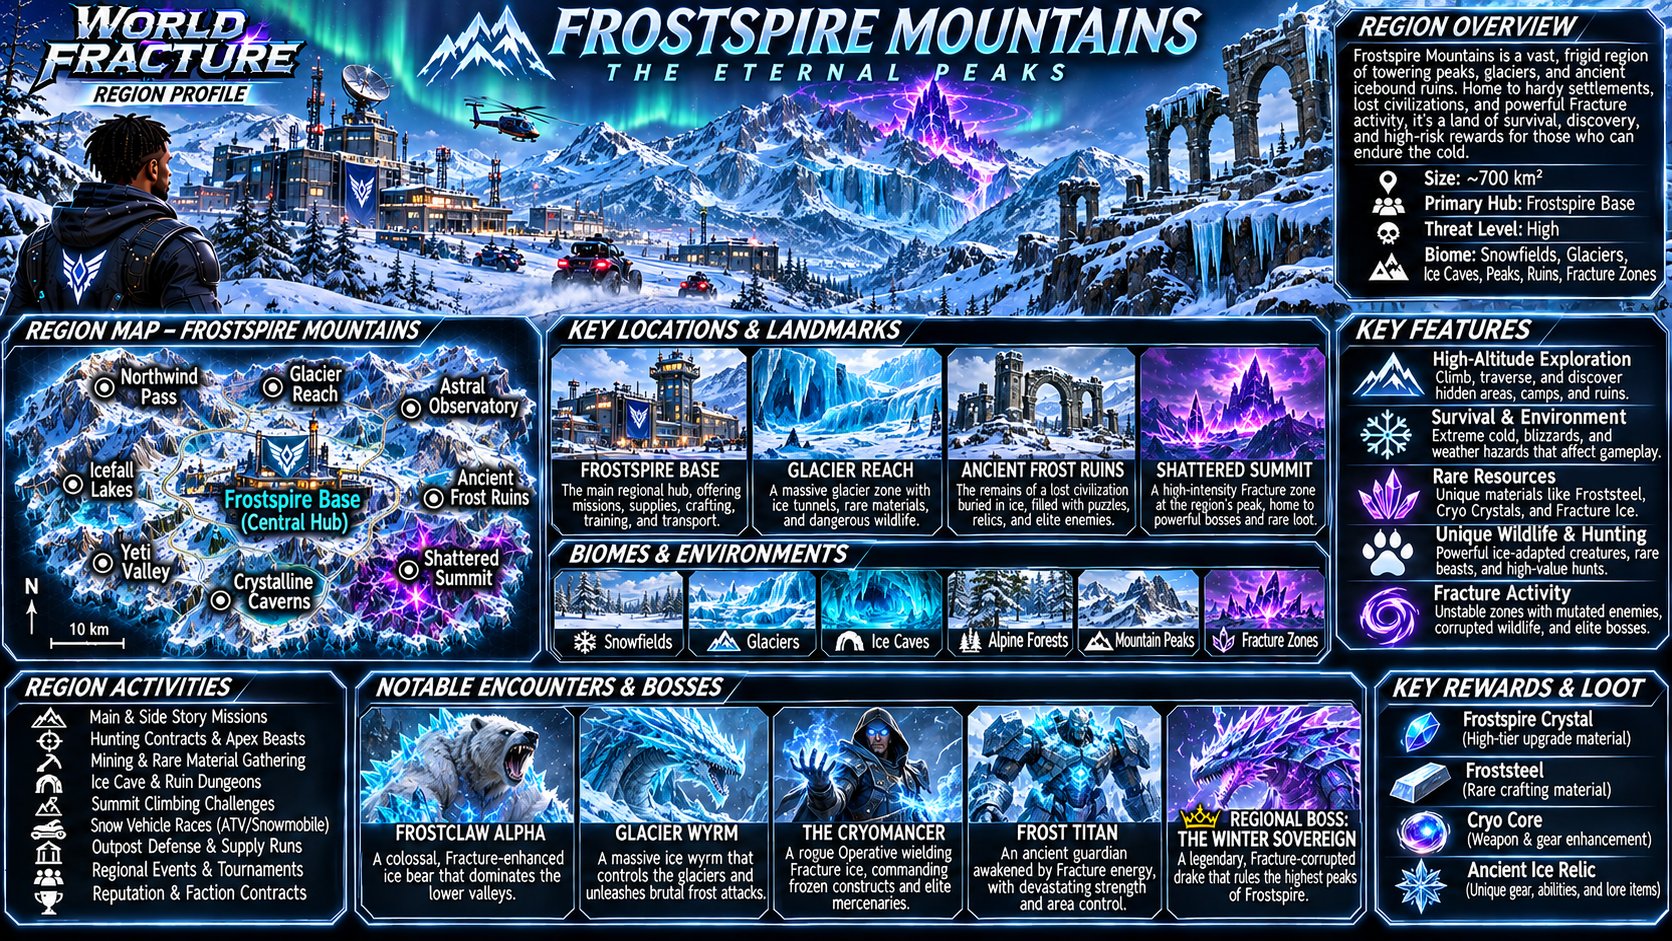 WORLD
FRACTURE
REGION PROFILE
FROSTSPIRE MOUNTAINS
THE ETERNAL PEAKS
REGION OVERVIEW
Frostspire Mountains is a vast, frigid region
of towering peaks, glaciers, and ancient
icebound ruins. Home to hardy settlements,
lost civilizations, and powerful Fracture
activity, it's a land of survival, discovery,
and high-risk rewards for those who can
endure the cold.
Size: ~700 km²
Primary Hub: Frostspire Base
Threat Level: High
Biome: Snowfields, Glaciers,
Ice Caves, Peaks, Ruins, Fracture Zones
REGION MAP – FROSTSPIRE MOUNTAINS
Northwind
Pass
Glacier
Reach
Astral
Observatory
Icefall
Lakes
Frostspire Base
(Central Hub)
Ancient
Frost Ruins
Yeti
Valley
Crystalline
Caverns
Shattered
Summit
N
10 km
KEY LOCATIONS & LANDMARKS
FROSTSPIRE BASE
The main regional hub, offering
missions, supplies, crafting,
training, and transport.
GLACIER REACH
A massive glacier zone with
ice tunnels, rare materials,
and dangerous wildlife.
ANCIENT FROST RUINS
The remains of a lost civilization
buried in ice, filled with puzzles,
relics, and elite enemies.
SHATTERED SUMMIT
A high-intensity Fracture zone
at the region's peak, home to
powerful bosses and rare loot.
BIOMES & ENVIRONMENTS
Snowfields
Glaciers
Ice Caves
Alpine Forests
Mountain Peaks
Fracture Zones
KEY FEATURES
High-Altitude Exploration
Climb, traverse, and discover
hidden areas, camps, and ruins.
Survival & Environment
Extreme cold, blizzards, and
weather hazards that affect gameplay.
Rare Resources
Unique materials like Froststeel,
Cryo Crystals, and Fracture Ice.
Unique Wildlife & Hunting
Powerful ice-adapted creatures, rare
beasts, and high-value hunts.
Fracture Activity
Unstable zones with mutated enemies,
corrupted wildlife, and elite bosses.
REGION ACTIVITIES
Main & Side Story Missions
Hunting Contracts & Apex Beasts
Mining & Rare Material Gathering
Ice Cave & Ruin Dungeons
Summit Climbing Challenges
Snow Vehicle Races (ATV/Snowmobile)
Outpost Defense & Supply Runs
Regional Events & Tournaments
Reputation & Faction Contracts
NOTABLE ENCOUNTERS & BOSSES
FROSTCLAW ALPHA
A colossal, Fracture-enhanced
ice bear that dominates the
lower valleys.
GLACIER WYRM
A massive ice wyrm that
controls the glaciers and
unleashes brutal frost attacks.
THE CRYOMANCER
A rogue Operative wielding
Fracture ice, commanding
frozen constructs and elite
mercenaries.
FROST TITAN
An ancient guardian
awakened by Fracture energy,
with devastating strength
and area control.
REGIONAL BOSS:
THE WINTER SOVEREIGN
A legendary, Fracture-corrupted
drake that rules the highest peaks
of Frostspire.
KEY REWARDS & LOOT
Frostspire Crystal
(High-tier upgrade material)
Froststeel
(Rare crafting material)
Cryo Core
(Weapon & gear enhancement)
Ancient Ice Relic
(Unique gear, abilities, and lore items)